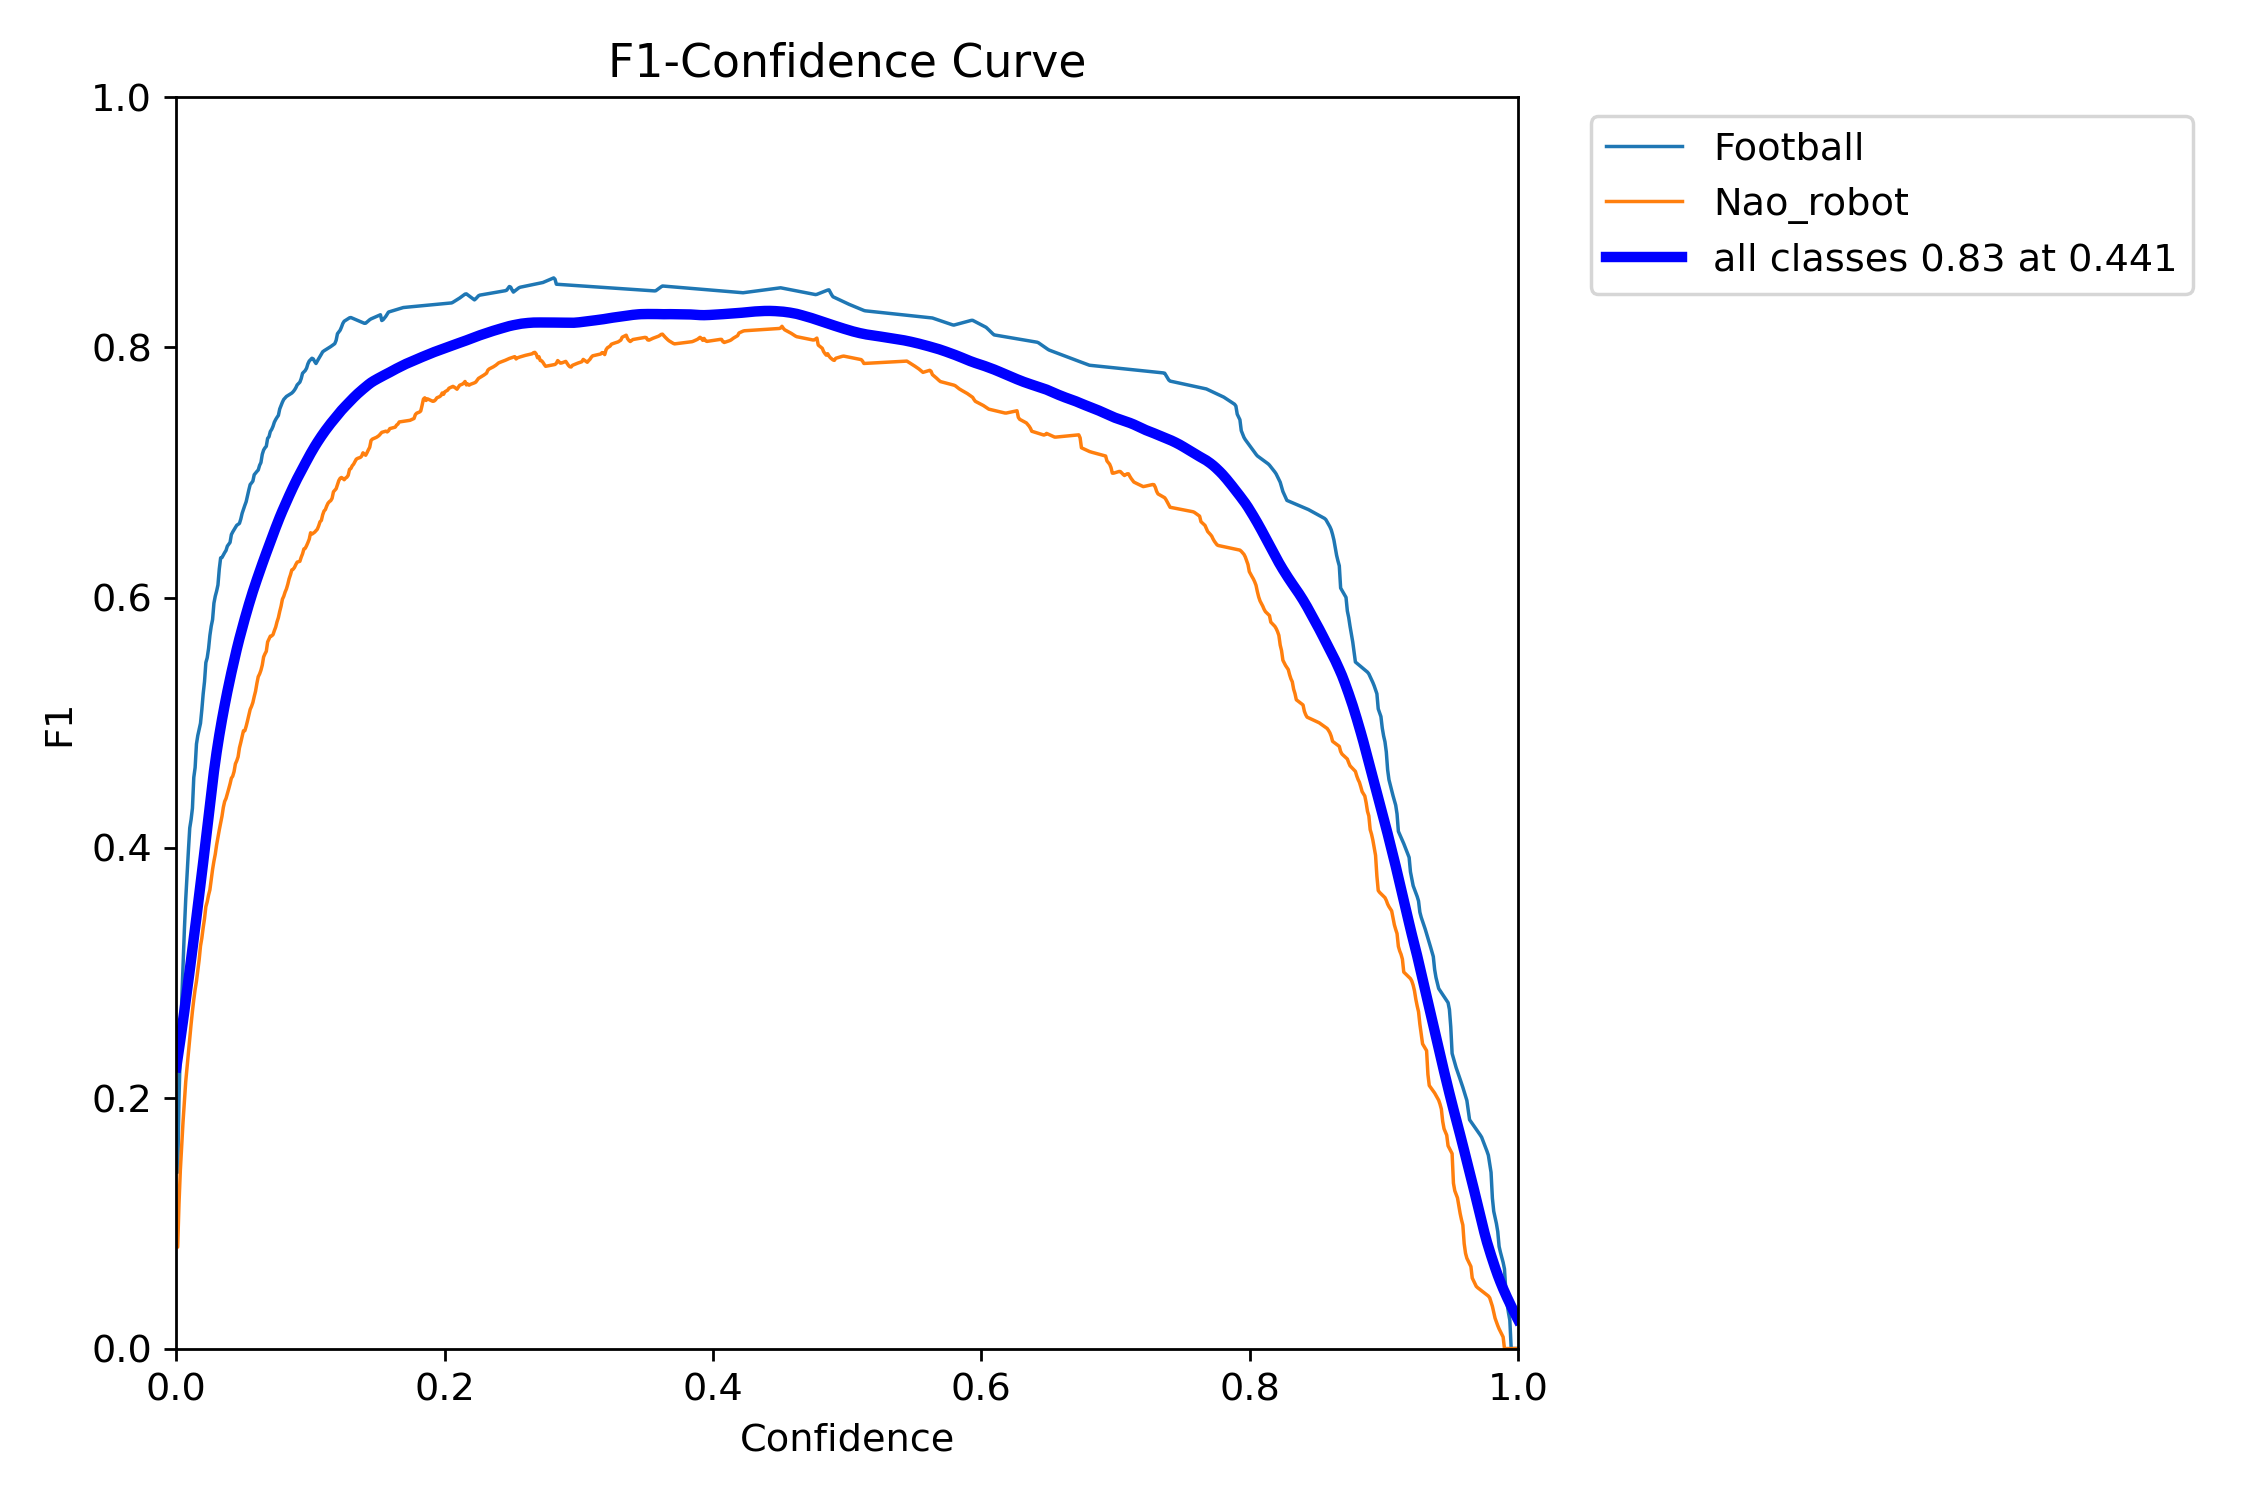 F1-Confidence Curve
1.0
0.8
0.6
0.4
0.2
0.0
F1
0.0 0.2 0.4 0.6 0.8 1.0
Confidence
Football
Nao_robot
all classes 0.83 at 0.441